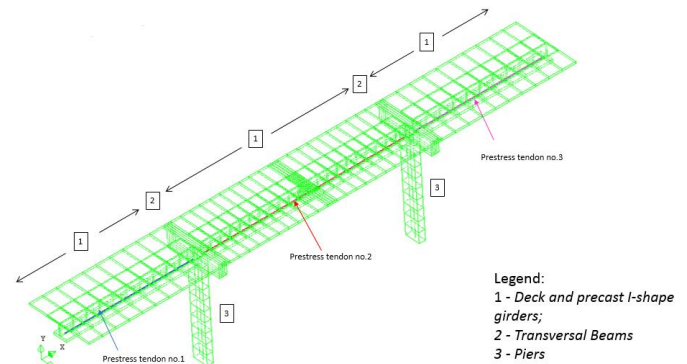 1
2
1
2
1
3
Prestress tendon no.3
Prestress tendon no.2
3
Legend:
1 - Deck and precast I-shape
girders;
2 - Transversal Beams
3 - Piers
Y
X
Z
Prestress tendon no.1